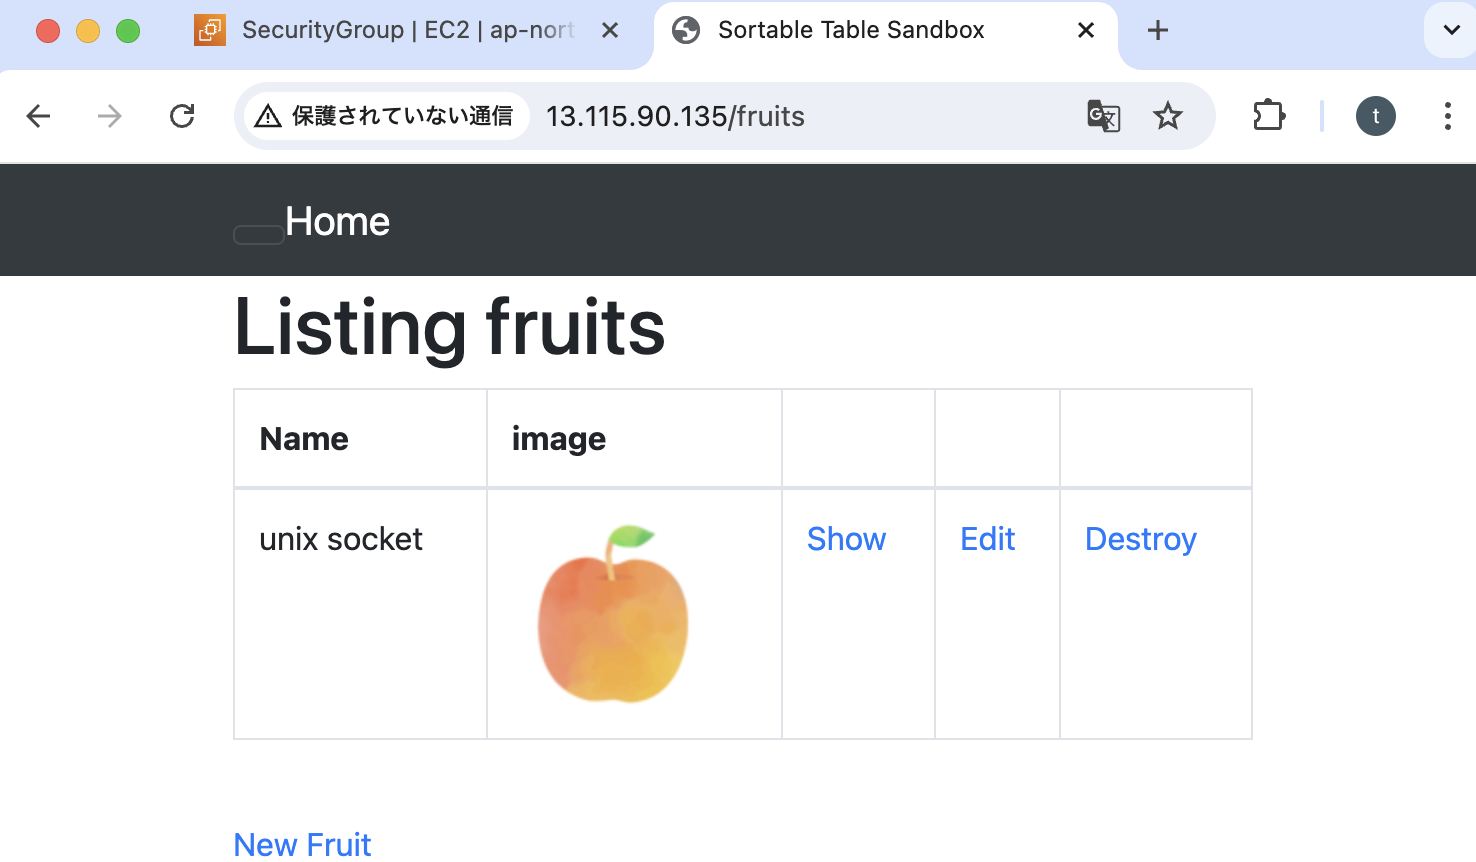 SecurityGroup | EC2 | ap-nort
Sortable Table Sandbox
保護されていない通信 13.115.90.135/fruits
t
Home
Listing fruits
Name image
unix socket Show Edit Destroy
New Fruit